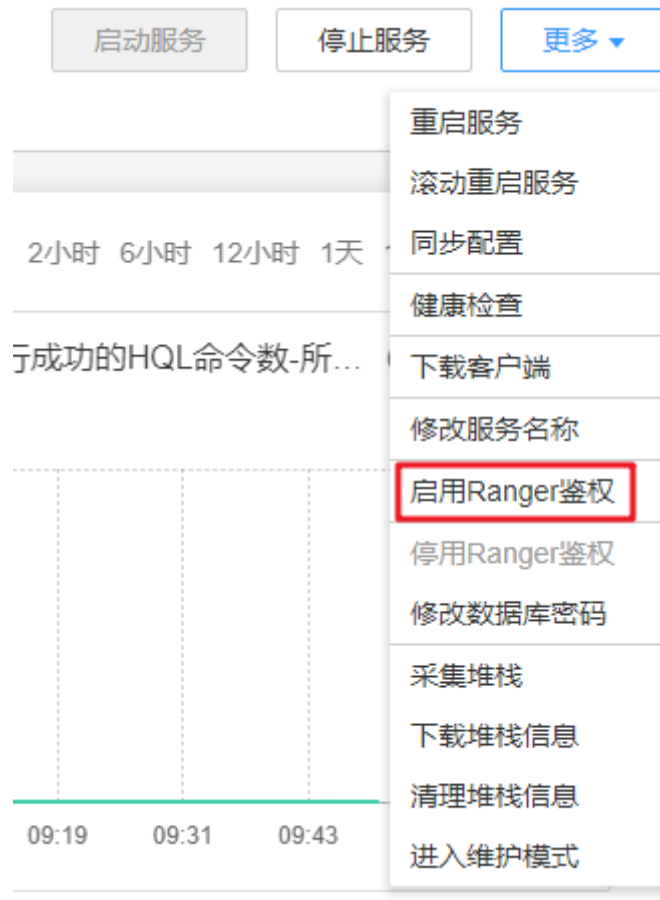 启动服务 停止服务 更多
重启服务
滚动重启服务
2小时 6小时 12小时 1天
同步配置
健康检查
行成功的HQL命令数-所...
下载客户端
修改服务名称
启用Ranger鉴权
停用Ranger鉴权
修改数据库密码
采集堆栈
下载堆栈信息
清理堆栈信息
09:19 09:31 09:43
进入维护模式